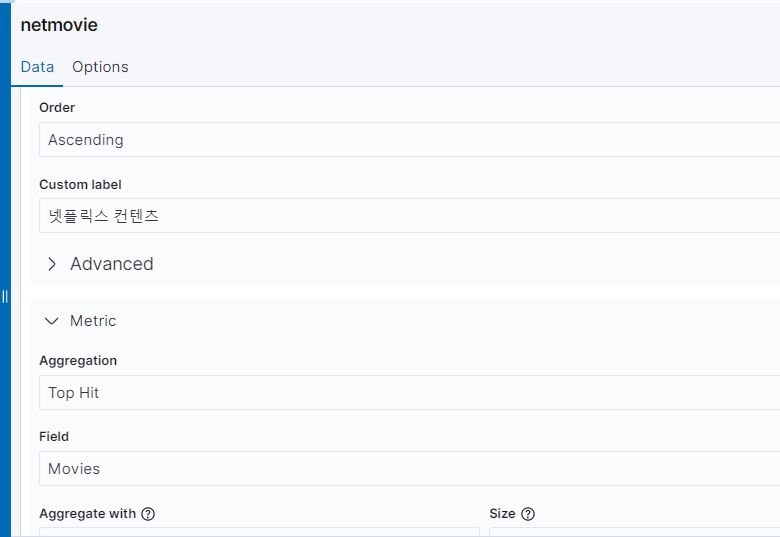 netmovie
Data Options
Order
Ascending
Custom label
넷플릭스 컨텐츠
Advanced
Metric
Aggregation
Top Hit
Field
Movies
Aggregate with Size